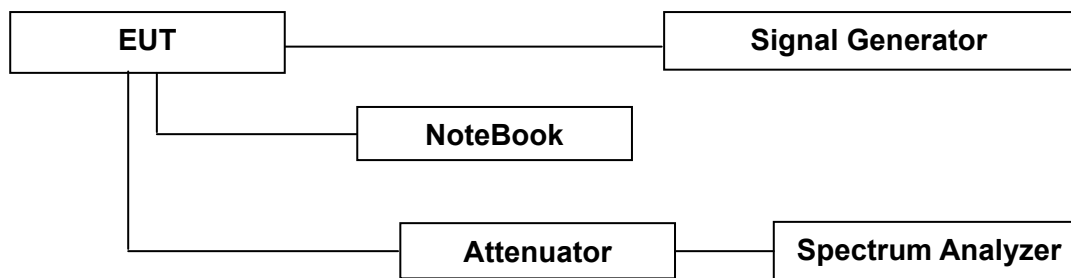 EUT
Signal Generator
NoteBook
Attenuator
Spectrum Analyzer